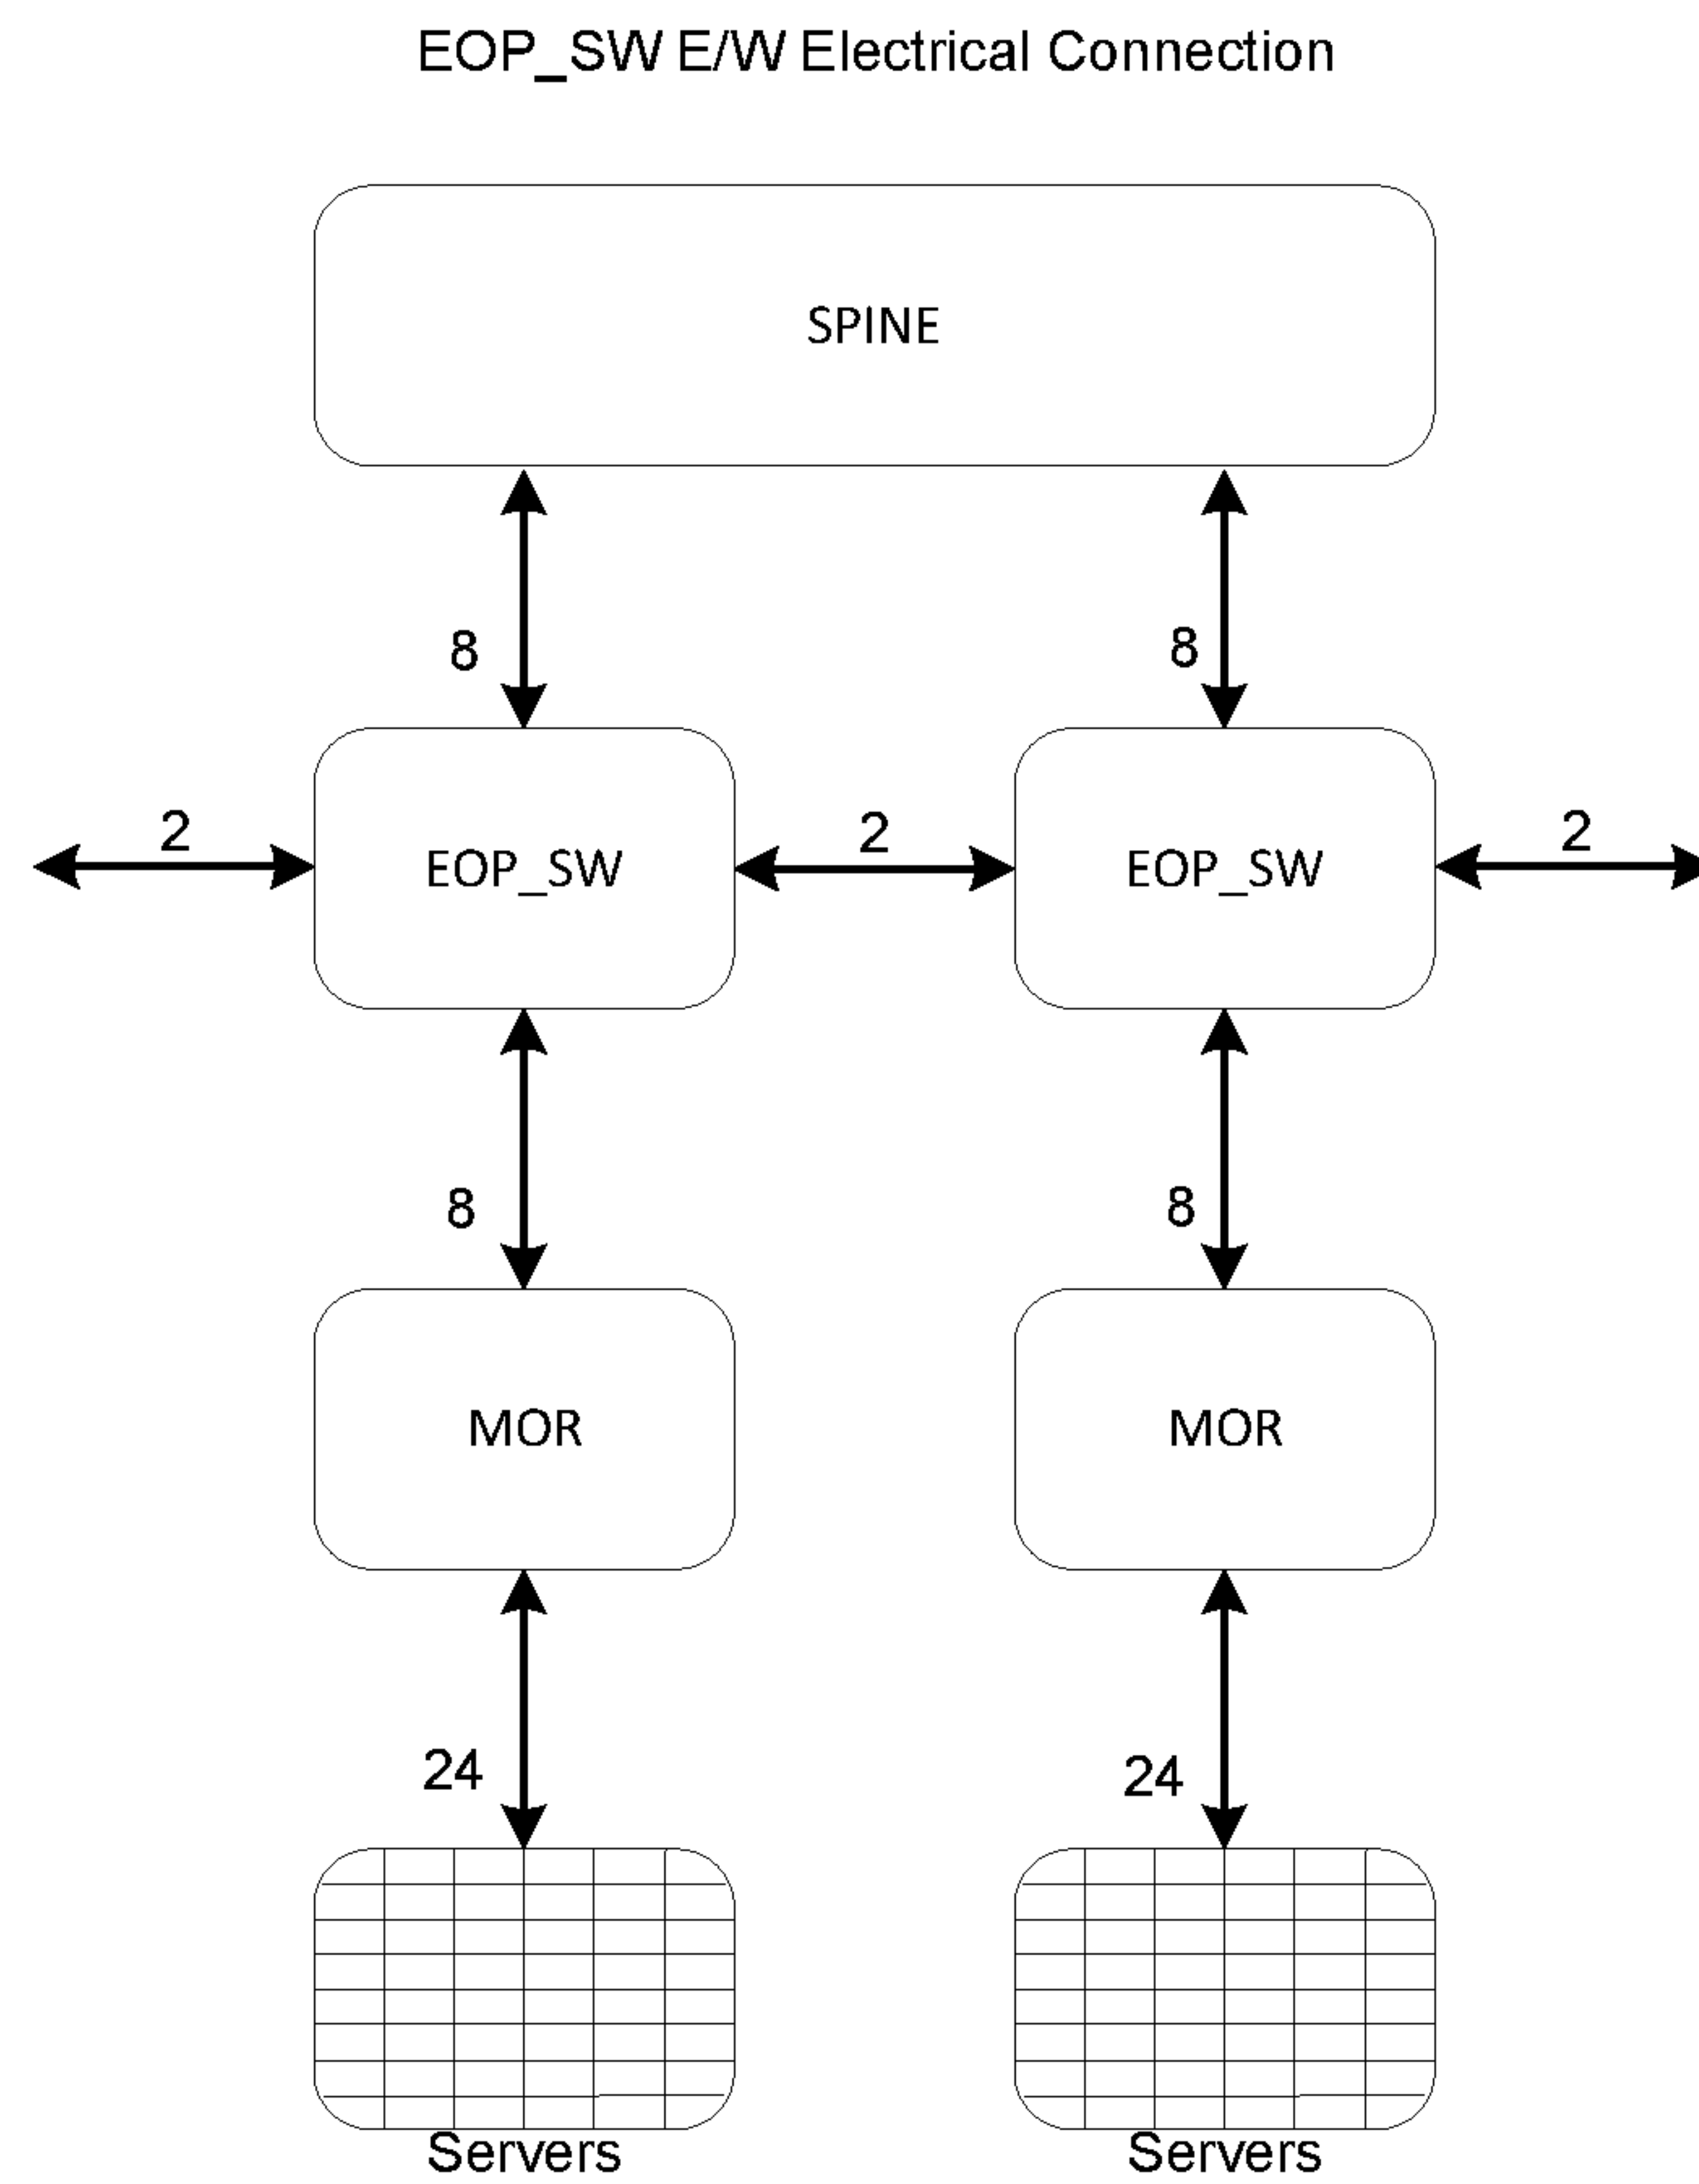 EOP_SW E/W Electrical Connection
SPINE
8 8
2 2 2
EOP_SW EOP_SW
8 8
MOR MOR
24 24
Servers Servers